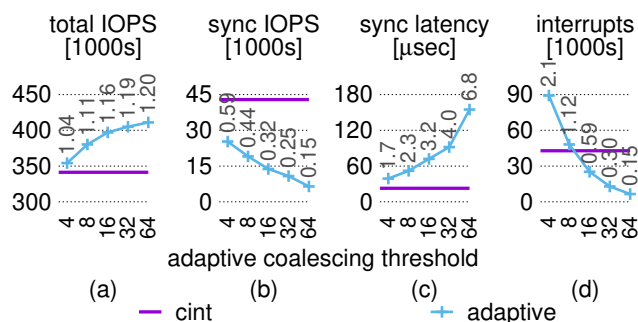 total IOPS sync IOPS sync latency interrupts
[1000s] [1000s] [μsec] [1000s]
450 400 350 300
1.04 1.11 1.16 1.19 1.20
4 8 16 32 64
45 30 15 0
0.59 0.44 0.32 0.25 0.15
4 8 16 32 64
180 120 60 0
1.7 2.3 3.2 4.0 6.8
4 8 16 32 64
90 60 30 0
2.1 1.12 0.59 0.30 0.15
4 8 16 32 64
adaptive coalescing threshold
(a) (b) (c) (d)
cint adaptive